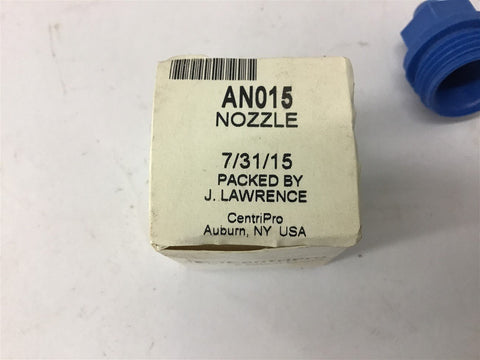 AN015
NOZZLE
7/31/15
PACKED BY
J. LAWRENCE
CentriPro
Auburn, NY USA